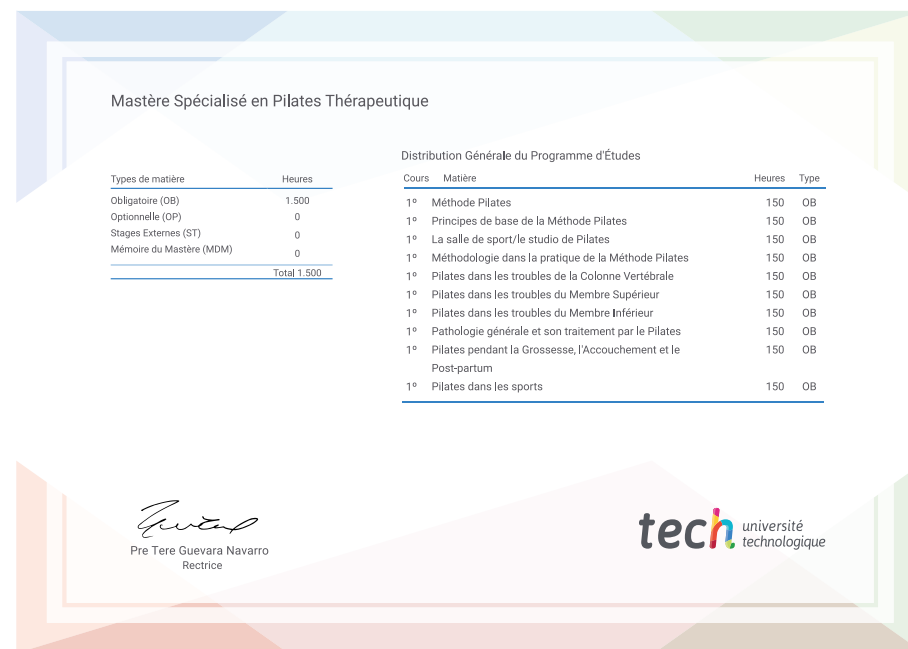 Mastère Spécialisé en Pilates Thérapeutique
Types de matière Heures
Obligatoire (OB) 1.500
Optionnelle (OP) 0
Stages Externes (ST) 0
Mémoire du Mastère (MDM) 0
Total 1.500
Distribution Générale du Programme d'Études
Cours Matière Heures Type
1º Méthode Pilates 150 OB
1º Principes de base de la Méthode Pilates 150 OB
1º La salle de sport/le studio de Pilates 150 OB
1º Méthodologie dans la pratique de la Méthode Pilates 150 OB
1º Pilates dans les troubles de la Colonne Vertébrale 150 OB
1º Pilates dans les troubles du Membre Supérieur 150 OB
1º Pilates dans les troubles du Membre Inférieur 150 OB
1º Pathologie générale et son traitement par le Pilates 150 OB
1º Pilates pendant la Grossesse, l'Accouchement et le 150 OB
Post-partum
1º Pilates dans les sports 150 OB
Pre Tere Guevara Navarro
Rectrice
tech université
technologique